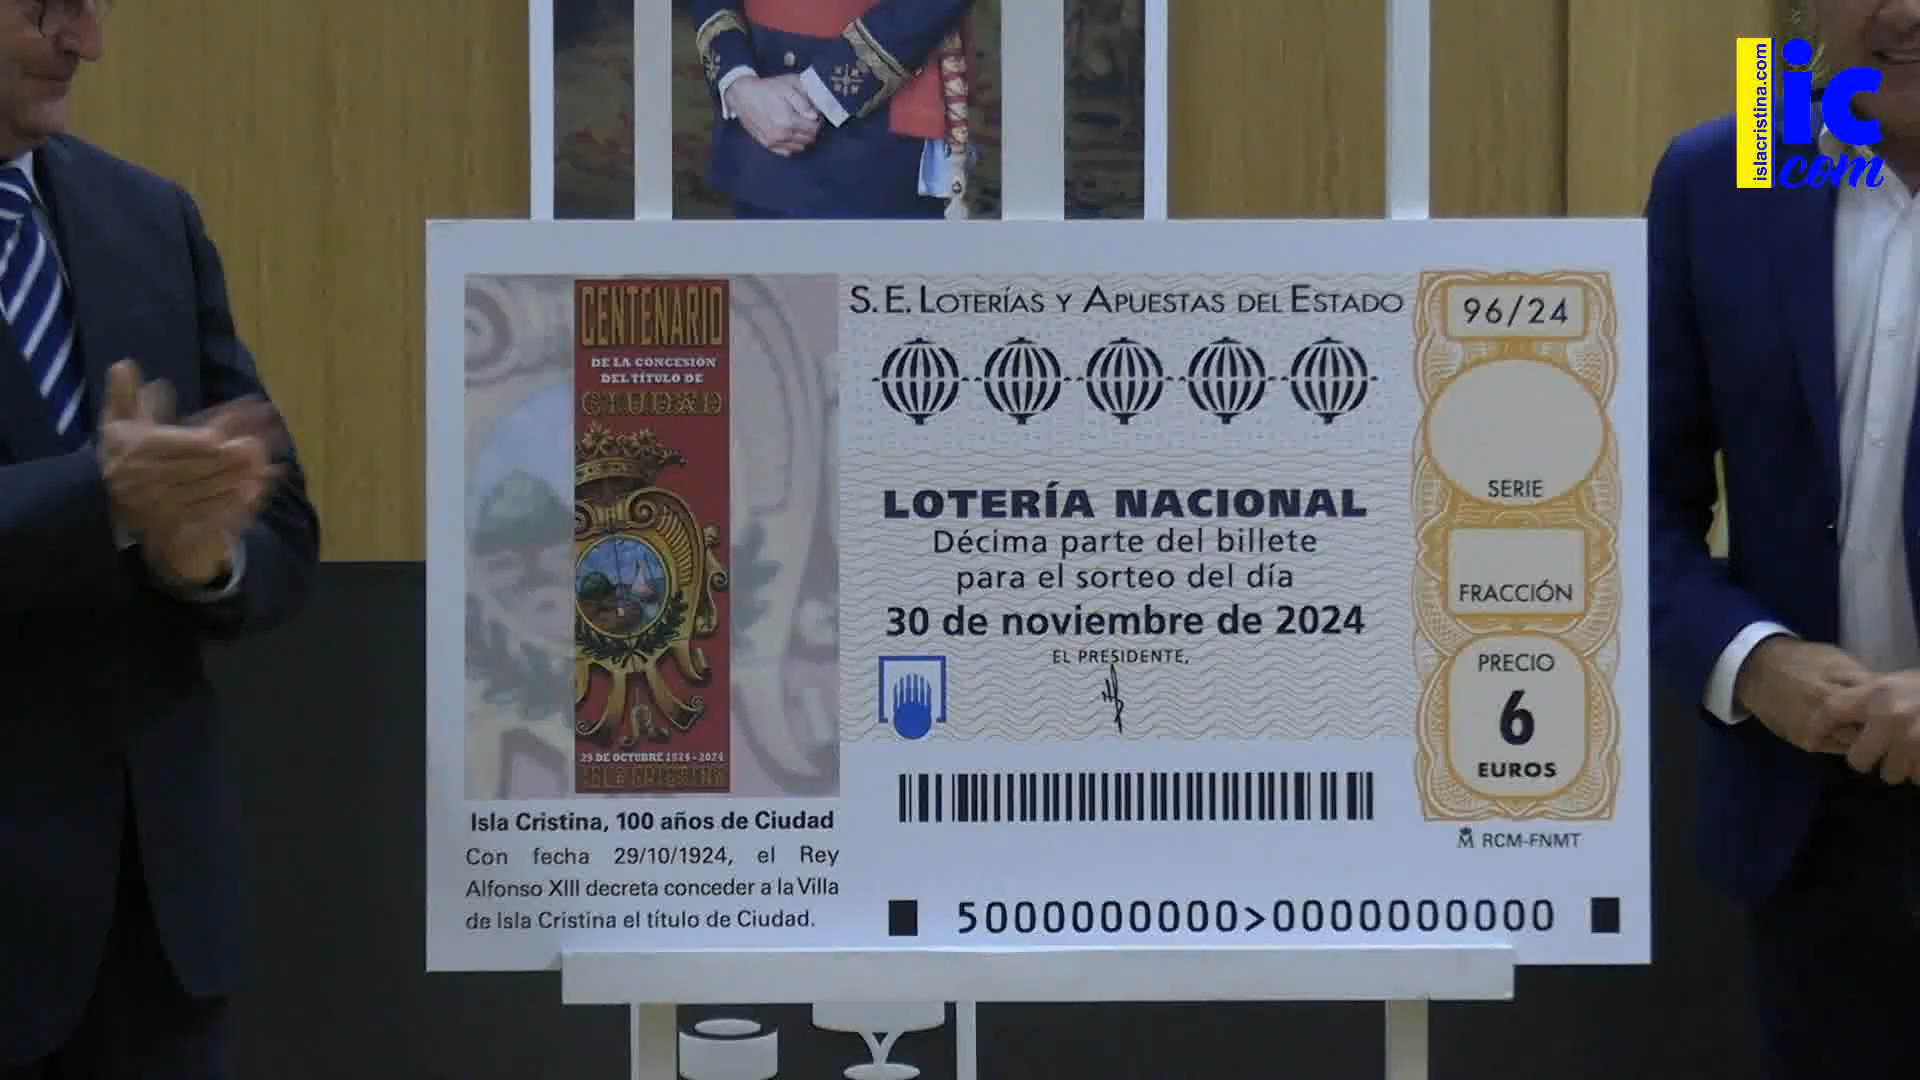 islacristina.com
ic
com
CENTENARIO
DE LA CONCESIÓN
DEL TÍTULO DE
CIUDAD
29 DE OCTUBRE 1924 - 2024
ISLA CRISTINA
Isla Cristina, 100 años de Ciudad
Con fecha 29/10/1924, el Rey
Alfonso XIII decreta conceder a la Villa
de Isla Cristina el título de Ciudad.
S. E. LOTERÍAS Y APUESTAS DEL ESTADO
LOTERÍA NACIONAL
Décima parte del billete
para el sorteo del día
30 de noviembre de 2024
EL PRESIDENTE,
5000000000>0000000000
96/24
SERIE
FRACCIÓN
PRECIO
6
EUROS
RCM-FNMT